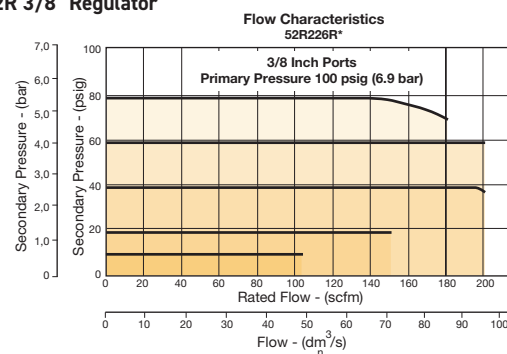 2R 3/8" Regulator
Flow Characteristics
52R226R*
3/8 Inch Ports
Primary Pressure 100 psig (6.9 bar)
Secondary Pressure - (bar)
7,0
6,0
5,0
4,0
3,0
2,0
1,0
0
Secondary Pressure - (psig)
100
80
60
40
20
0
0 20 40 60 80 100 120 140 160 180 200
Rated Flow - (scfm)
0 10 20 30 40 50 60 70 80 90 100
Flow - (dm³n/s)